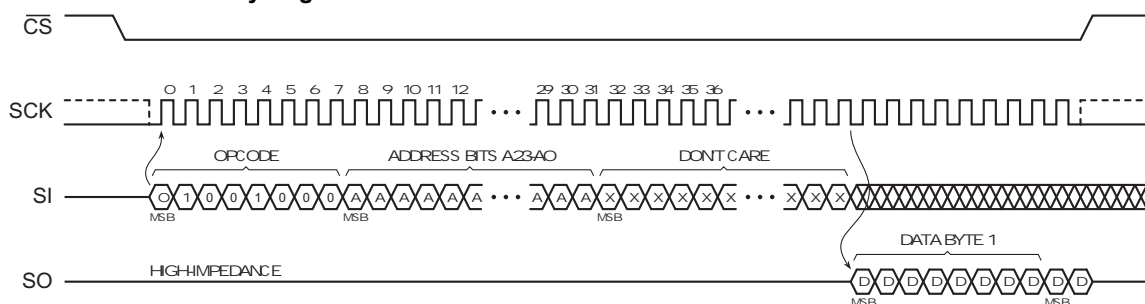 CS
SCK
0 1 2 3 4 5 6 7 8 9 10 11 12 29 30 31 32 33 34 35 36
OPCODE ADDRESS BITS A23-A0 DON'T CARE
SI 0 1 0 0 1 0 0 0 A A A A A A A A A X X X X X X X X X
MSB MSB MSB
DATA BYTE 1
HIGH-IMPEDANCE
SO D D D D D D D D D D
MSB MSB